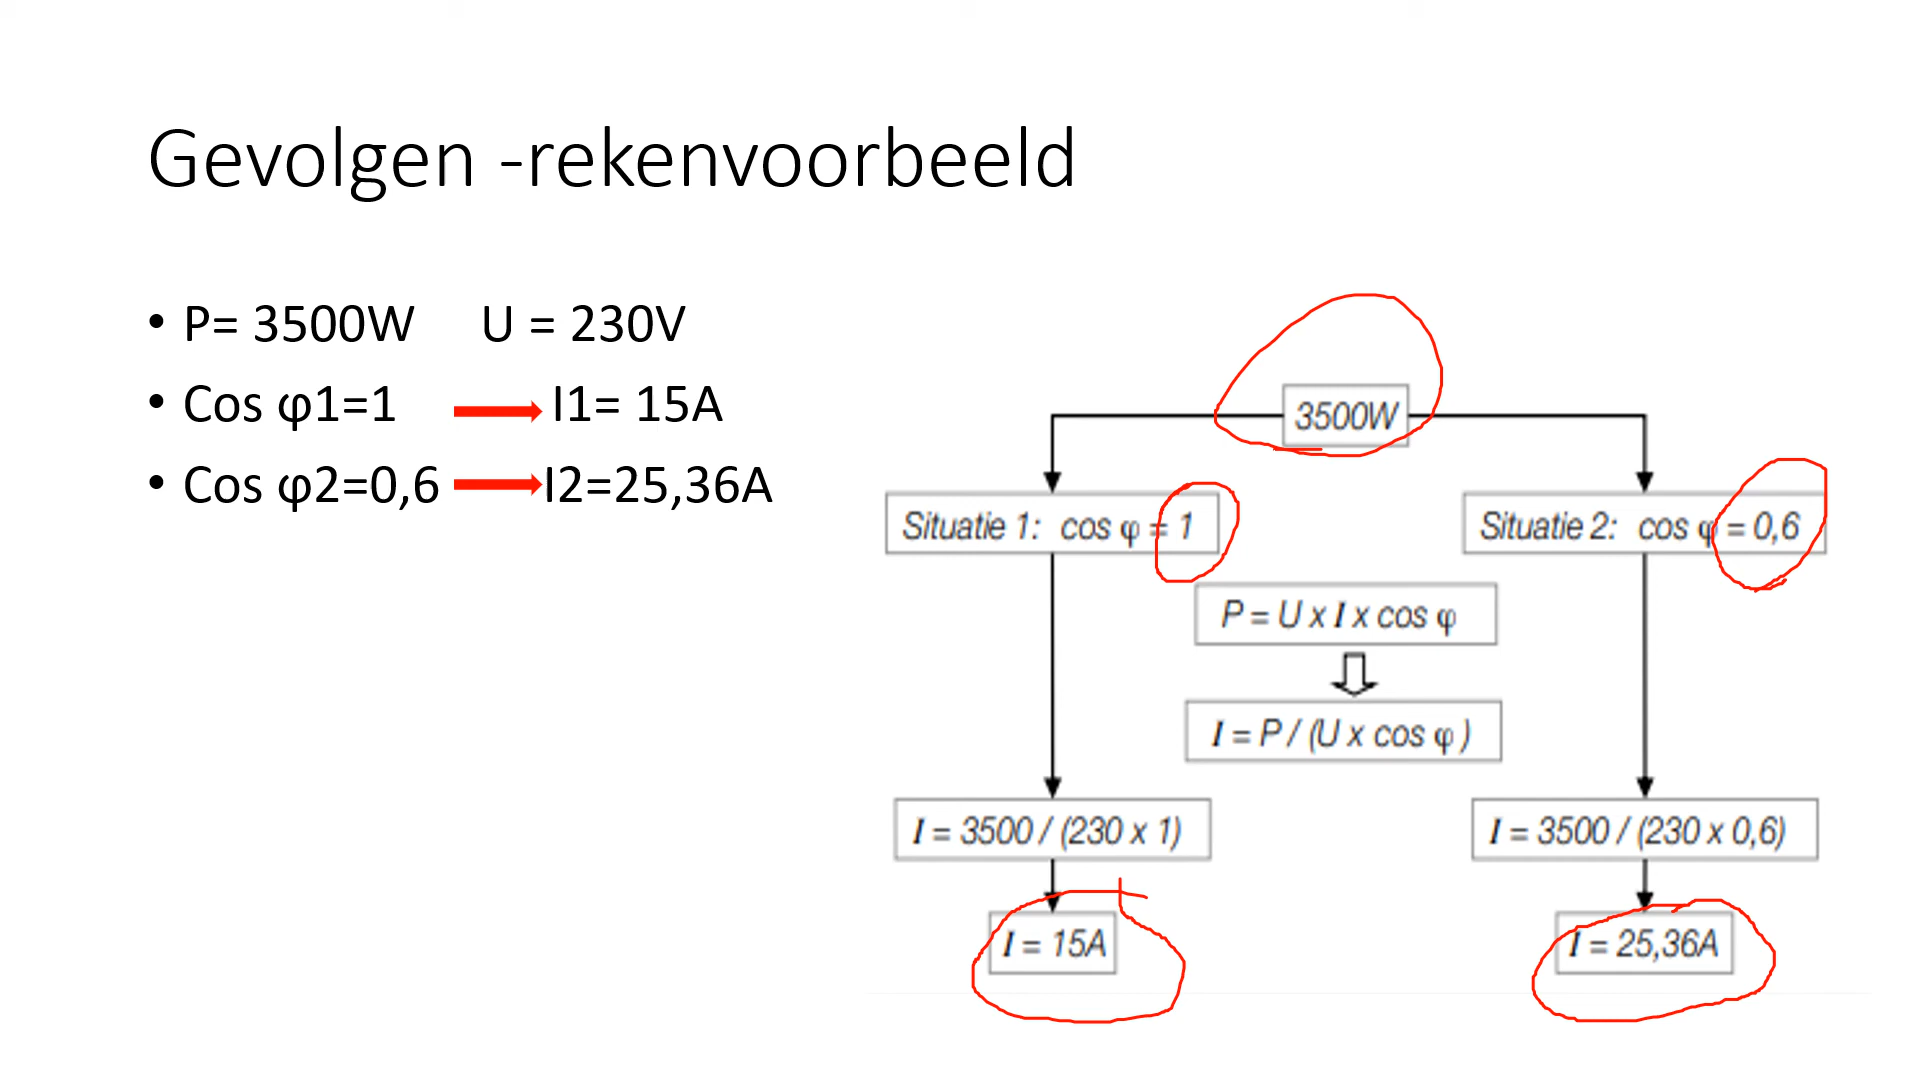 Gevolgen -rekenvoorbeeld
• P= 3500W U = 230V
• Cos φ1=1 I1= 15A
• Cos φ2=0,6 I2=25,36A
3500W
Situatie 1: cos φ = 1
Situatie 2: cos φ = 0,6
P = U x I x cos φ
I = P / (U x cos φ )
I = 3500 / (230 x 1)
I = 3500 / (230 x 0,6)
I = 15A
I = 25,36A